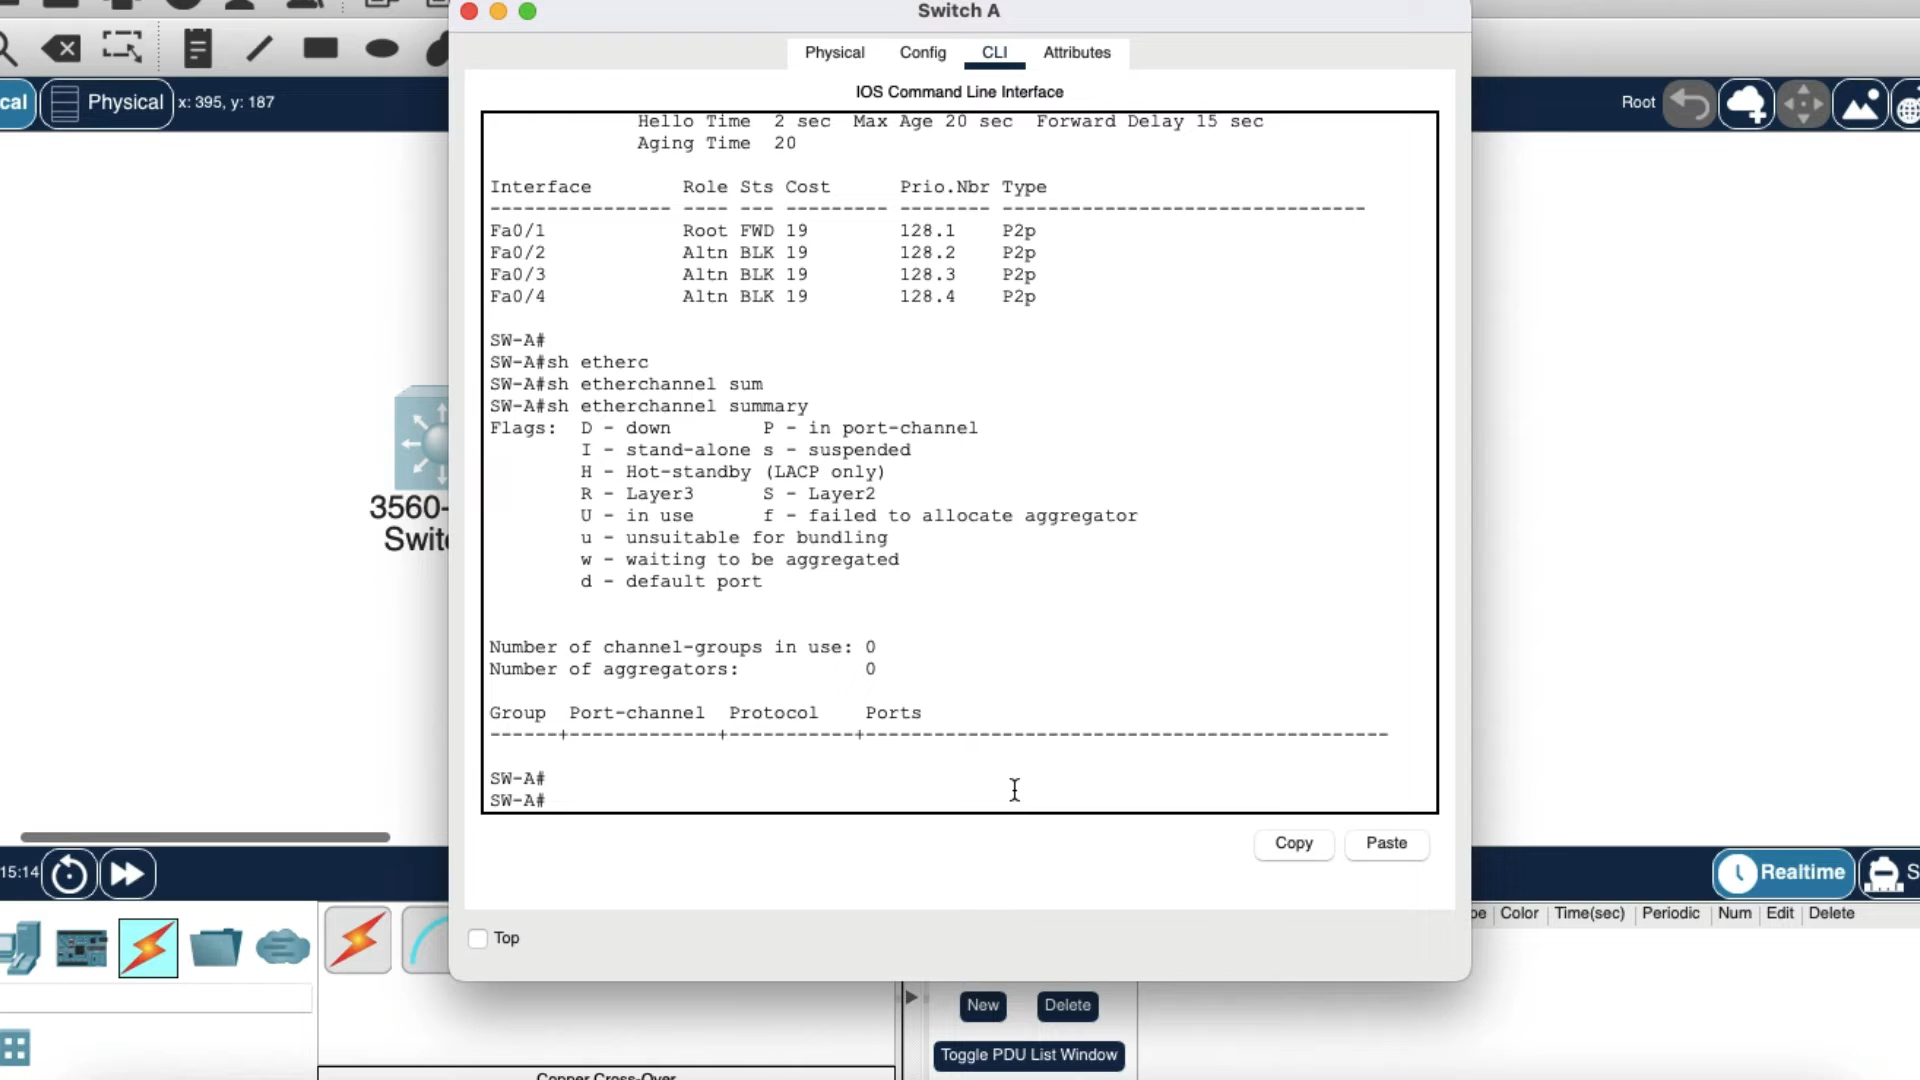 Switch A
Physical Config CLI Attributes
IOS Command Line Interface
cal Physical x: 395, y: 187
Root
Hello Time 2 sec Max Age 20 sec Forward Delay 15 sec
Aging Time 20
Interface Role Sts Cost Prio.Nbr Type
---------------- ---- --- --------- -------- --------------------------------
Fa0/1 Root FWD 19 128.1 P2p
Fa0/2 Altn BLK 19 128.2 P2p
Fa0/3 Altn BLK 19 128.3 P2p
Fa0/4 Altn BLK 19 128.4 P2p
SW-A#
SW-A#sh etherc
SW-A#sh etherchannel sum
SW-A#sh etherchannel summary
Flags: D - down P - in port-channel
I - stand-alone s - suspended
H - Hot-standby (LACP only)
R - Layer3 S - Layer2
U - in use f - failed to allocate aggregator
u - unsuitable for bundling
w - waiting to be aggregated
d - default port
Number of channel-groups in use: 0
Number of aggregators: 0
Group Port-channel Protocol Ports
------+-------------+-----------+----------------------------------------------
SW-A#
SW-A#
3560-
Switc
Copy Paste
Top
15:14
Realtime S
pe Color Time(sec) Periodic Num Edit Delete
New Delete
Toggle PDU List Window
Copper Cross-Over